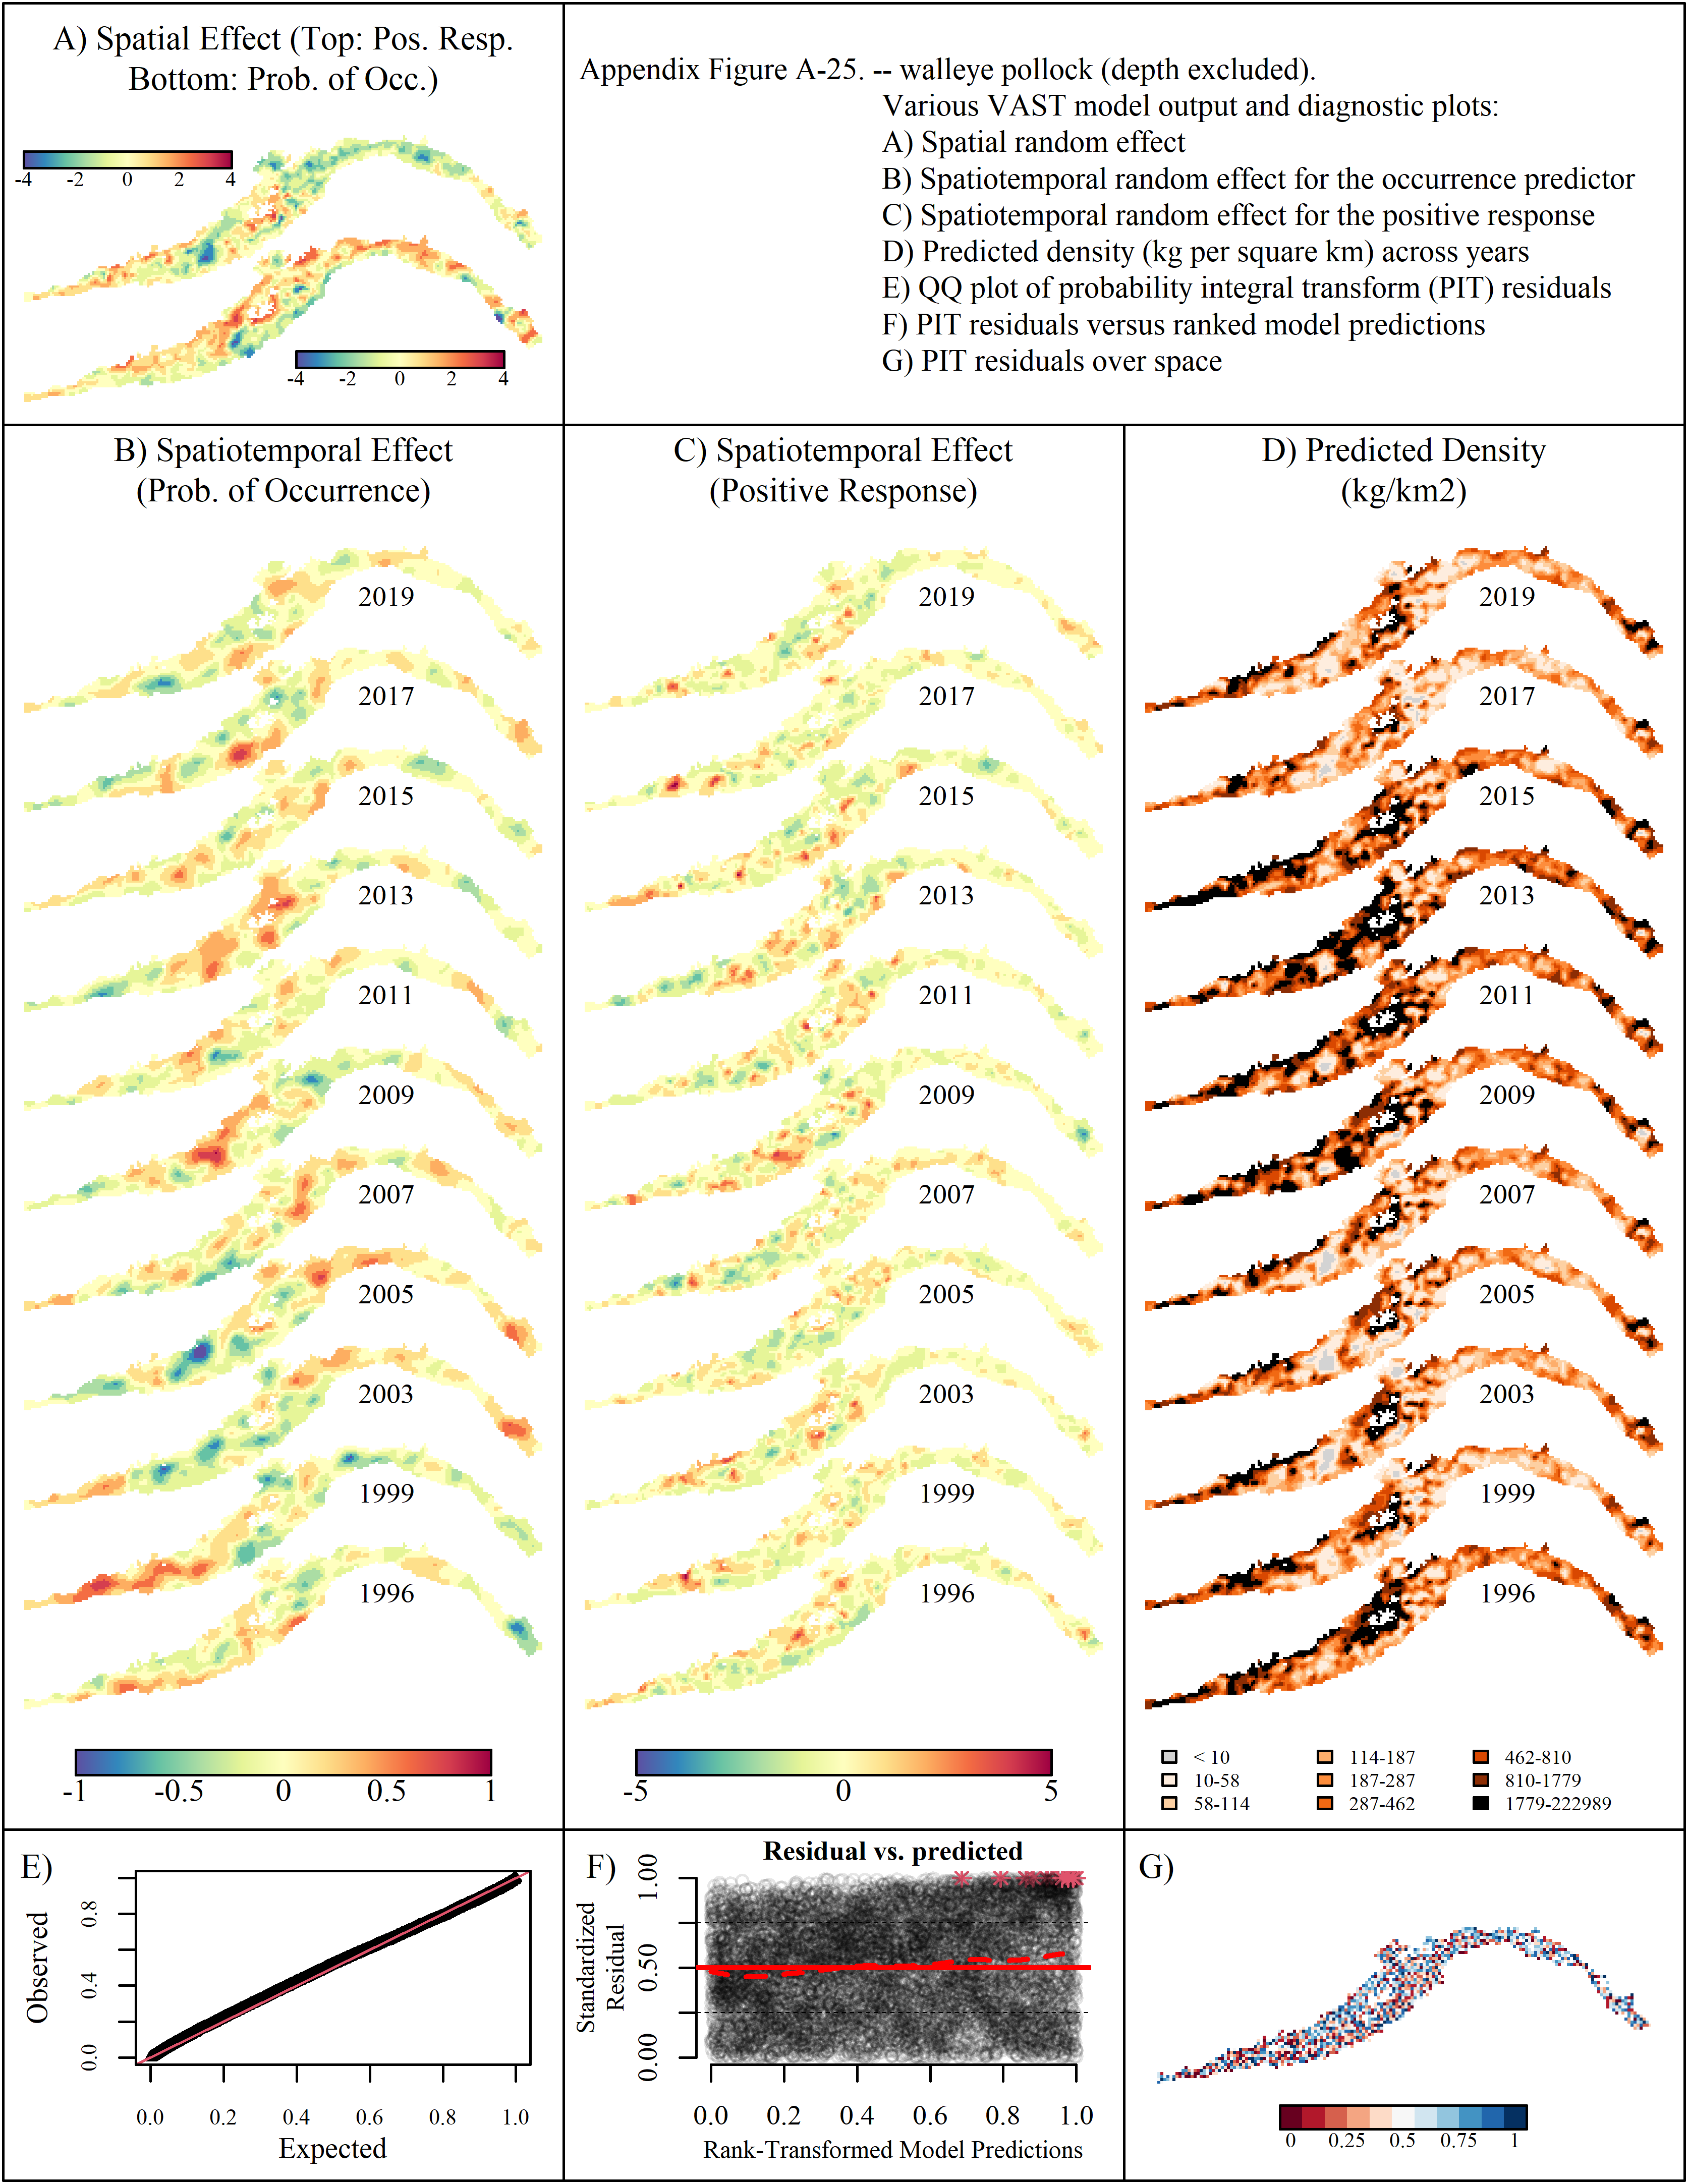 A) Spatial Effect (Top: Pos. Resp.
Bottom: Prob. of Occ.)
-4 -2 0 2 4
-4 -2 0 2 4
Appendix Figure A-25. -- walleye pollock (depth excluded).
Various VAST model output and diagnostic plots:
A) Spatial random effect
B) Spatiotemporal random effect for the occurrence predictor
C) Spatiotemporal random effect for the positive response
D) Predicted density (kg per square km) across years
E) QQ plot of probability integral transform (PIT) residuals
F) PIT residuals versus ranked model predictions
G) PIT residuals over space
B) Spatiotemporal Effect
(Prob. of Occurrence)
2019
2017
2015
2013
2011
2009
2007
2005
2003
1999
1996
-1 -0.5 0 0.5 1
C) Spatiotemporal Effect
(Positive Response)
2019
2017
2015
2013
2011
2009
2007
2005
2003
1999
1996
-5 0 5
D) Predicted Density
(kg/km2)
2019
2017
2015
2013
2011
2009
2007
2005
2003
1999
1996
< 10 114-187 462-810
10-58 187-287 810-1779
58-114 287-462 1779-222989
E)
Observed
0.0 0.4 0.8
0.0 0.2 0.4 0.6 0.8 1.0
Expected
F)
Residual vs. predicted
Standardized
Residual
0.00 0.50 1.00
0.0 0.2 0.4 0.6 0.8 1.0
Rank-Transformed Model Predictions
G)
0 0.25 0.5 0.75 1